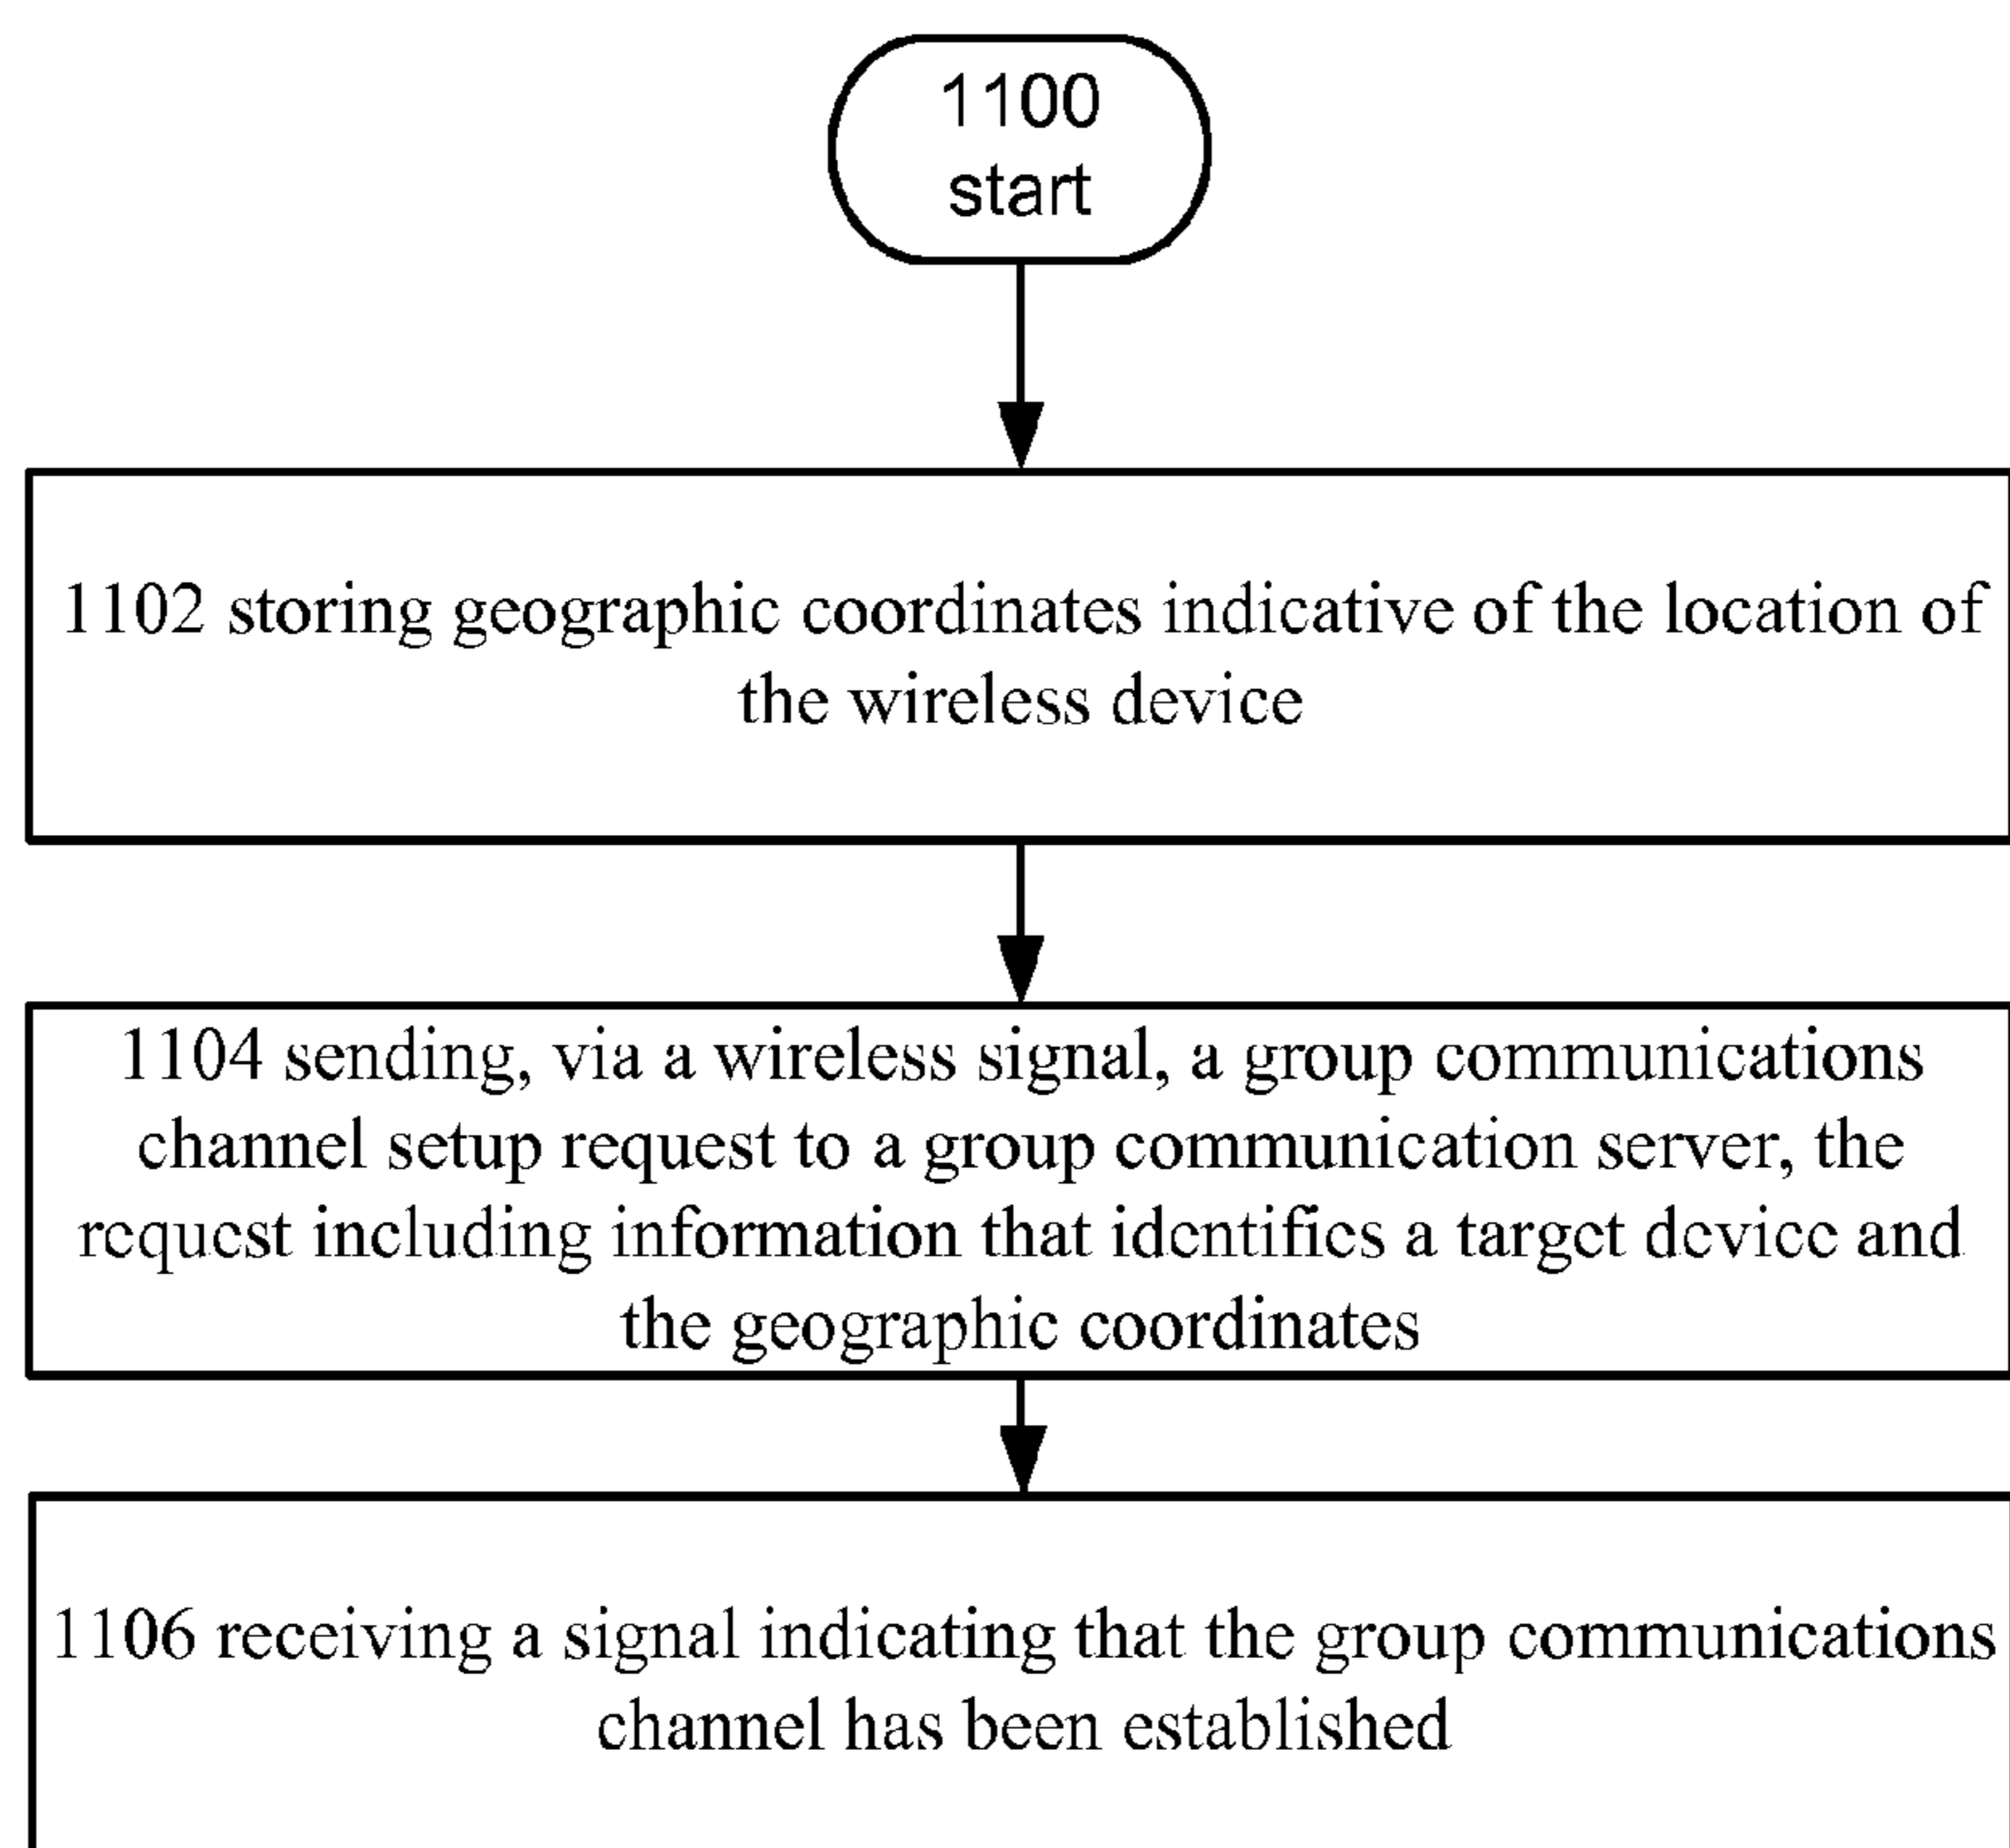 1100
start
1102 storing geographic coordinates indicative of the location of
the wireless device
1104 sending, via a wireless signal, a group communications
channel setup request to a group communication server, the
request including information that identifies a target device and
the geographic coordinates
1106 receiving a signal indicating that the group communications
channel has been established